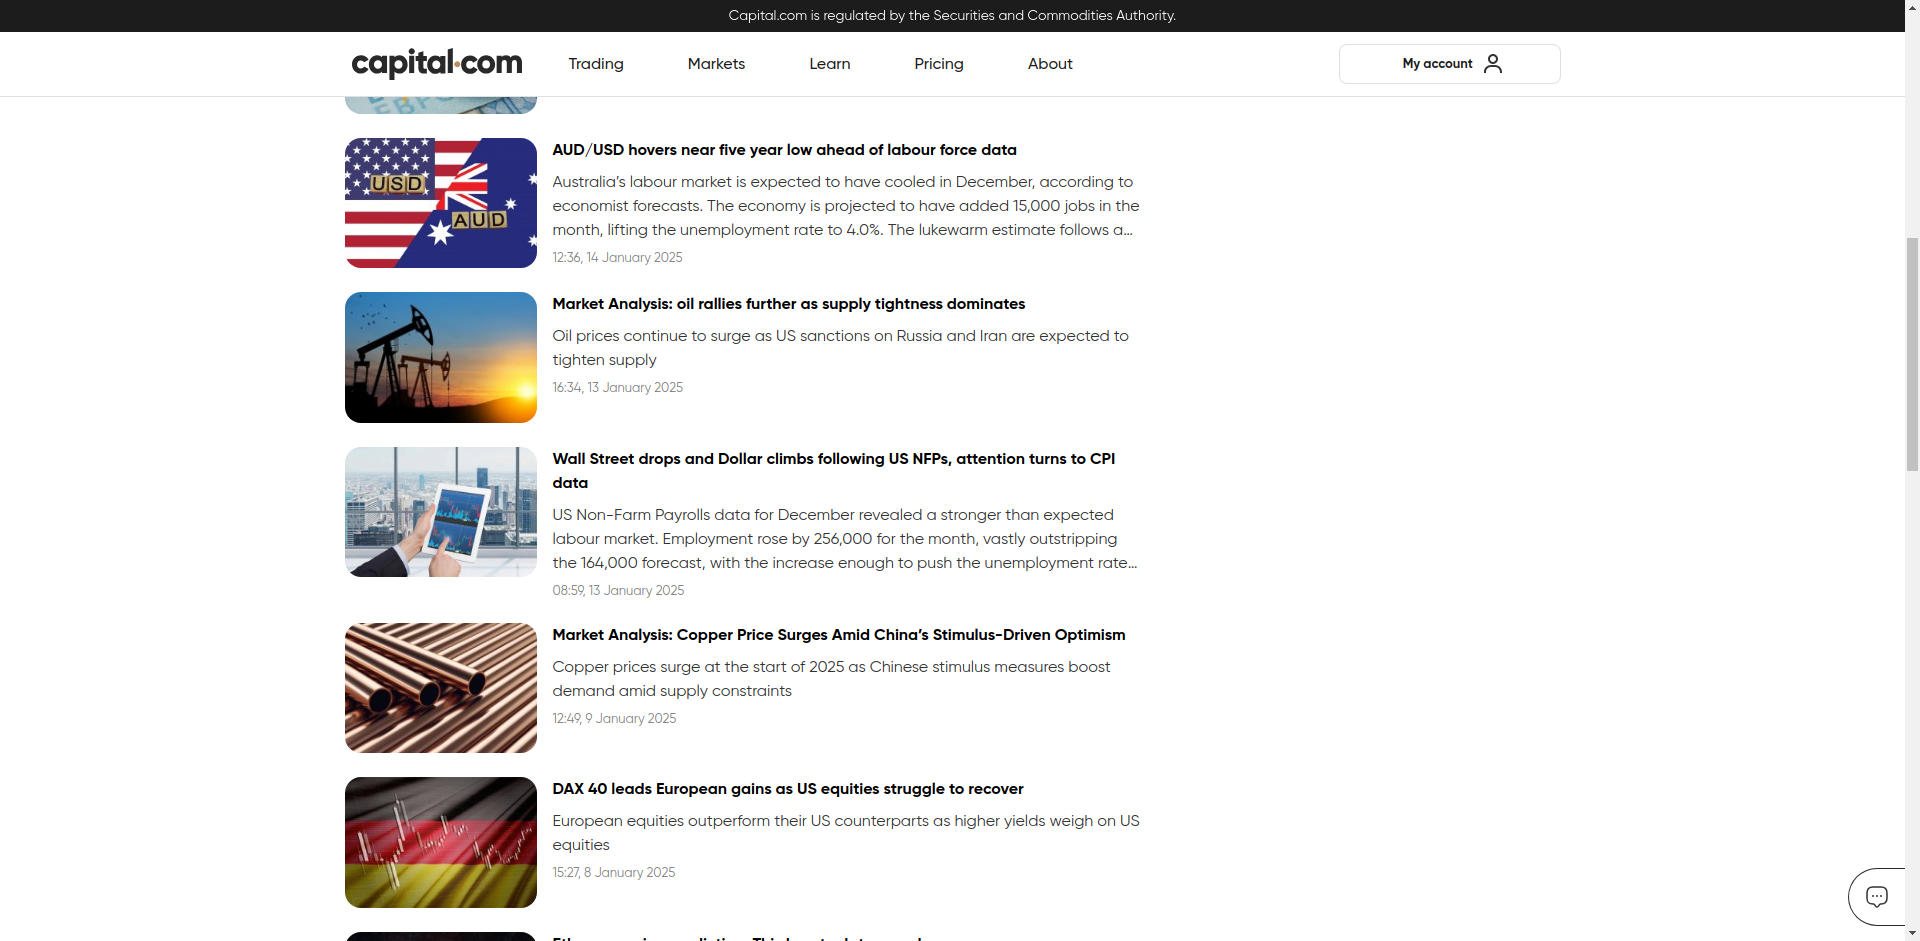 Capital.com is regulated by the Securities and Commodities Authority.
capital.com
Trading
Markets
Learn
Pricing
About
My account
USD
AUD
AUD/USD hovers near five year low ahead of labour force data
Australia’s labour market is expected to have cooled in December, according to
economist forecasts. The economy is projected to have added 15,000 jobs in the
month, lifting the unemployment rate to 4.0%. The lukewarm estimate follows a...
12:36, 14 January 2025
Market Analysis: oil rallies further as supply tightness dominates
Oil prices continue to surge as US sanctions on Russia and Iran are expected to
tighten supply
16:34, 13 January 2025
Wall Street drops and Dollar climbs following US NFPs, attention turns to CPI
data
US Non-Farm Payrolls data for December revealed a stronger than expected
labour market. Employment rose by 256,000 for the month, vastly outstripping
the 164,000 forecast, with the increase enough to push the unemployment rate...
08:59, 13 January 2025
Market Analysis: Copper Price Surges Amid China’s Stimulus-Driven Optimism
Copper prices surge at the start of 2025 as Chinese stimulus measures boost
demand amid supply constraints
12:49, 9 January 2025
DAX 40 leads European gains as US equities struggle to recover
European equities outperform their US counterparts as higher yields weigh on US
equities
15:27, 8 January 2025